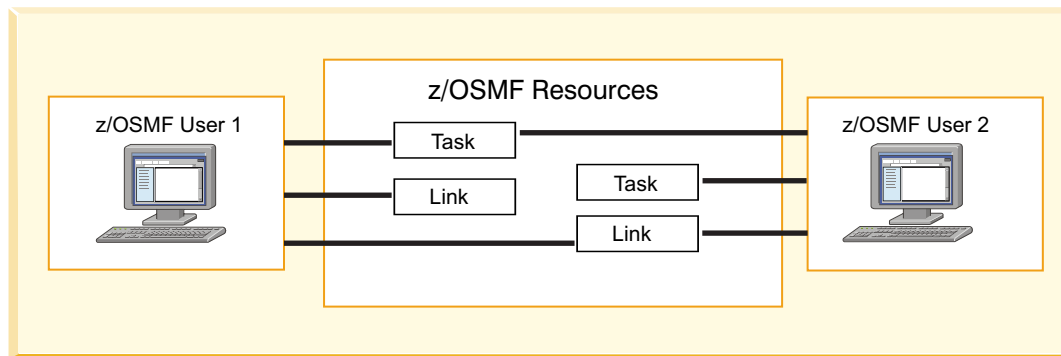 z/OSMF Resources
z/OSMF User 1
z/OSMF User 2
Task
Link
Task
Link